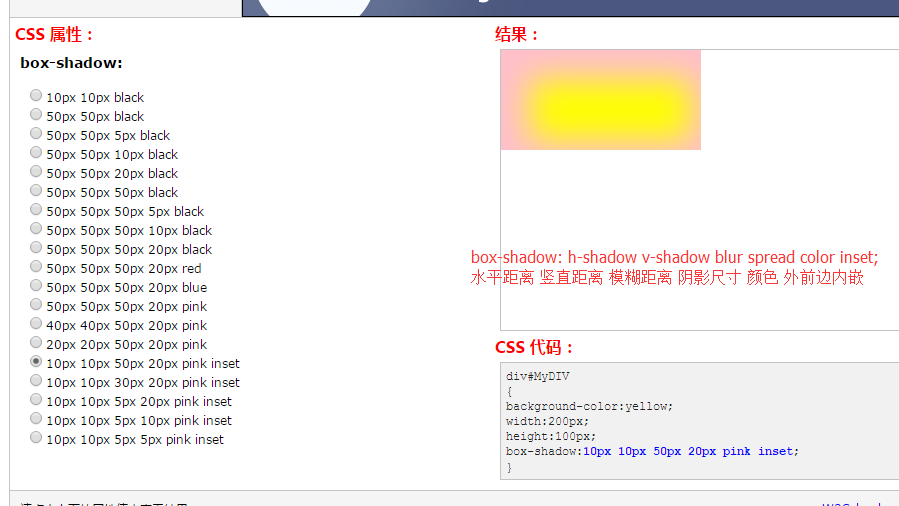 CSS 属性：
box-shadow:
10px 10px black
50px 50px black
50px 50px 5px black
50px 50px 10px black
50px 50px 20px black
50px 50px 50px black
50px 50px 50px 5px black
50px 50px 50px 10px black
50px 50px 50px 20px black
50px 50px 50px 20px red
50px 50px 50px 20px blue
50px 50px 50px 20px pink
40px 40px 50px 20px pink
20px 20px 50px 20px pink
10px 10px 50px 20px pink inset
10px 10px 30px 20px pink inset
10px 10px 5px 20px pink inset
10px 10px 5px 10px pink inset
10px 10px 5px 5px pink inset
结果：
box-shadow: h-shadow v-shadow blur spread color inset;
水平距离 竖直距离 模糊距离 阴影尺寸 颜色 外前边内嵌
CSS 代码：
div#MyDIV
{
background-color:yellow;
width:200px;
height:100px;
box-shadow:10px 10px 50px 20px pink inset;
}